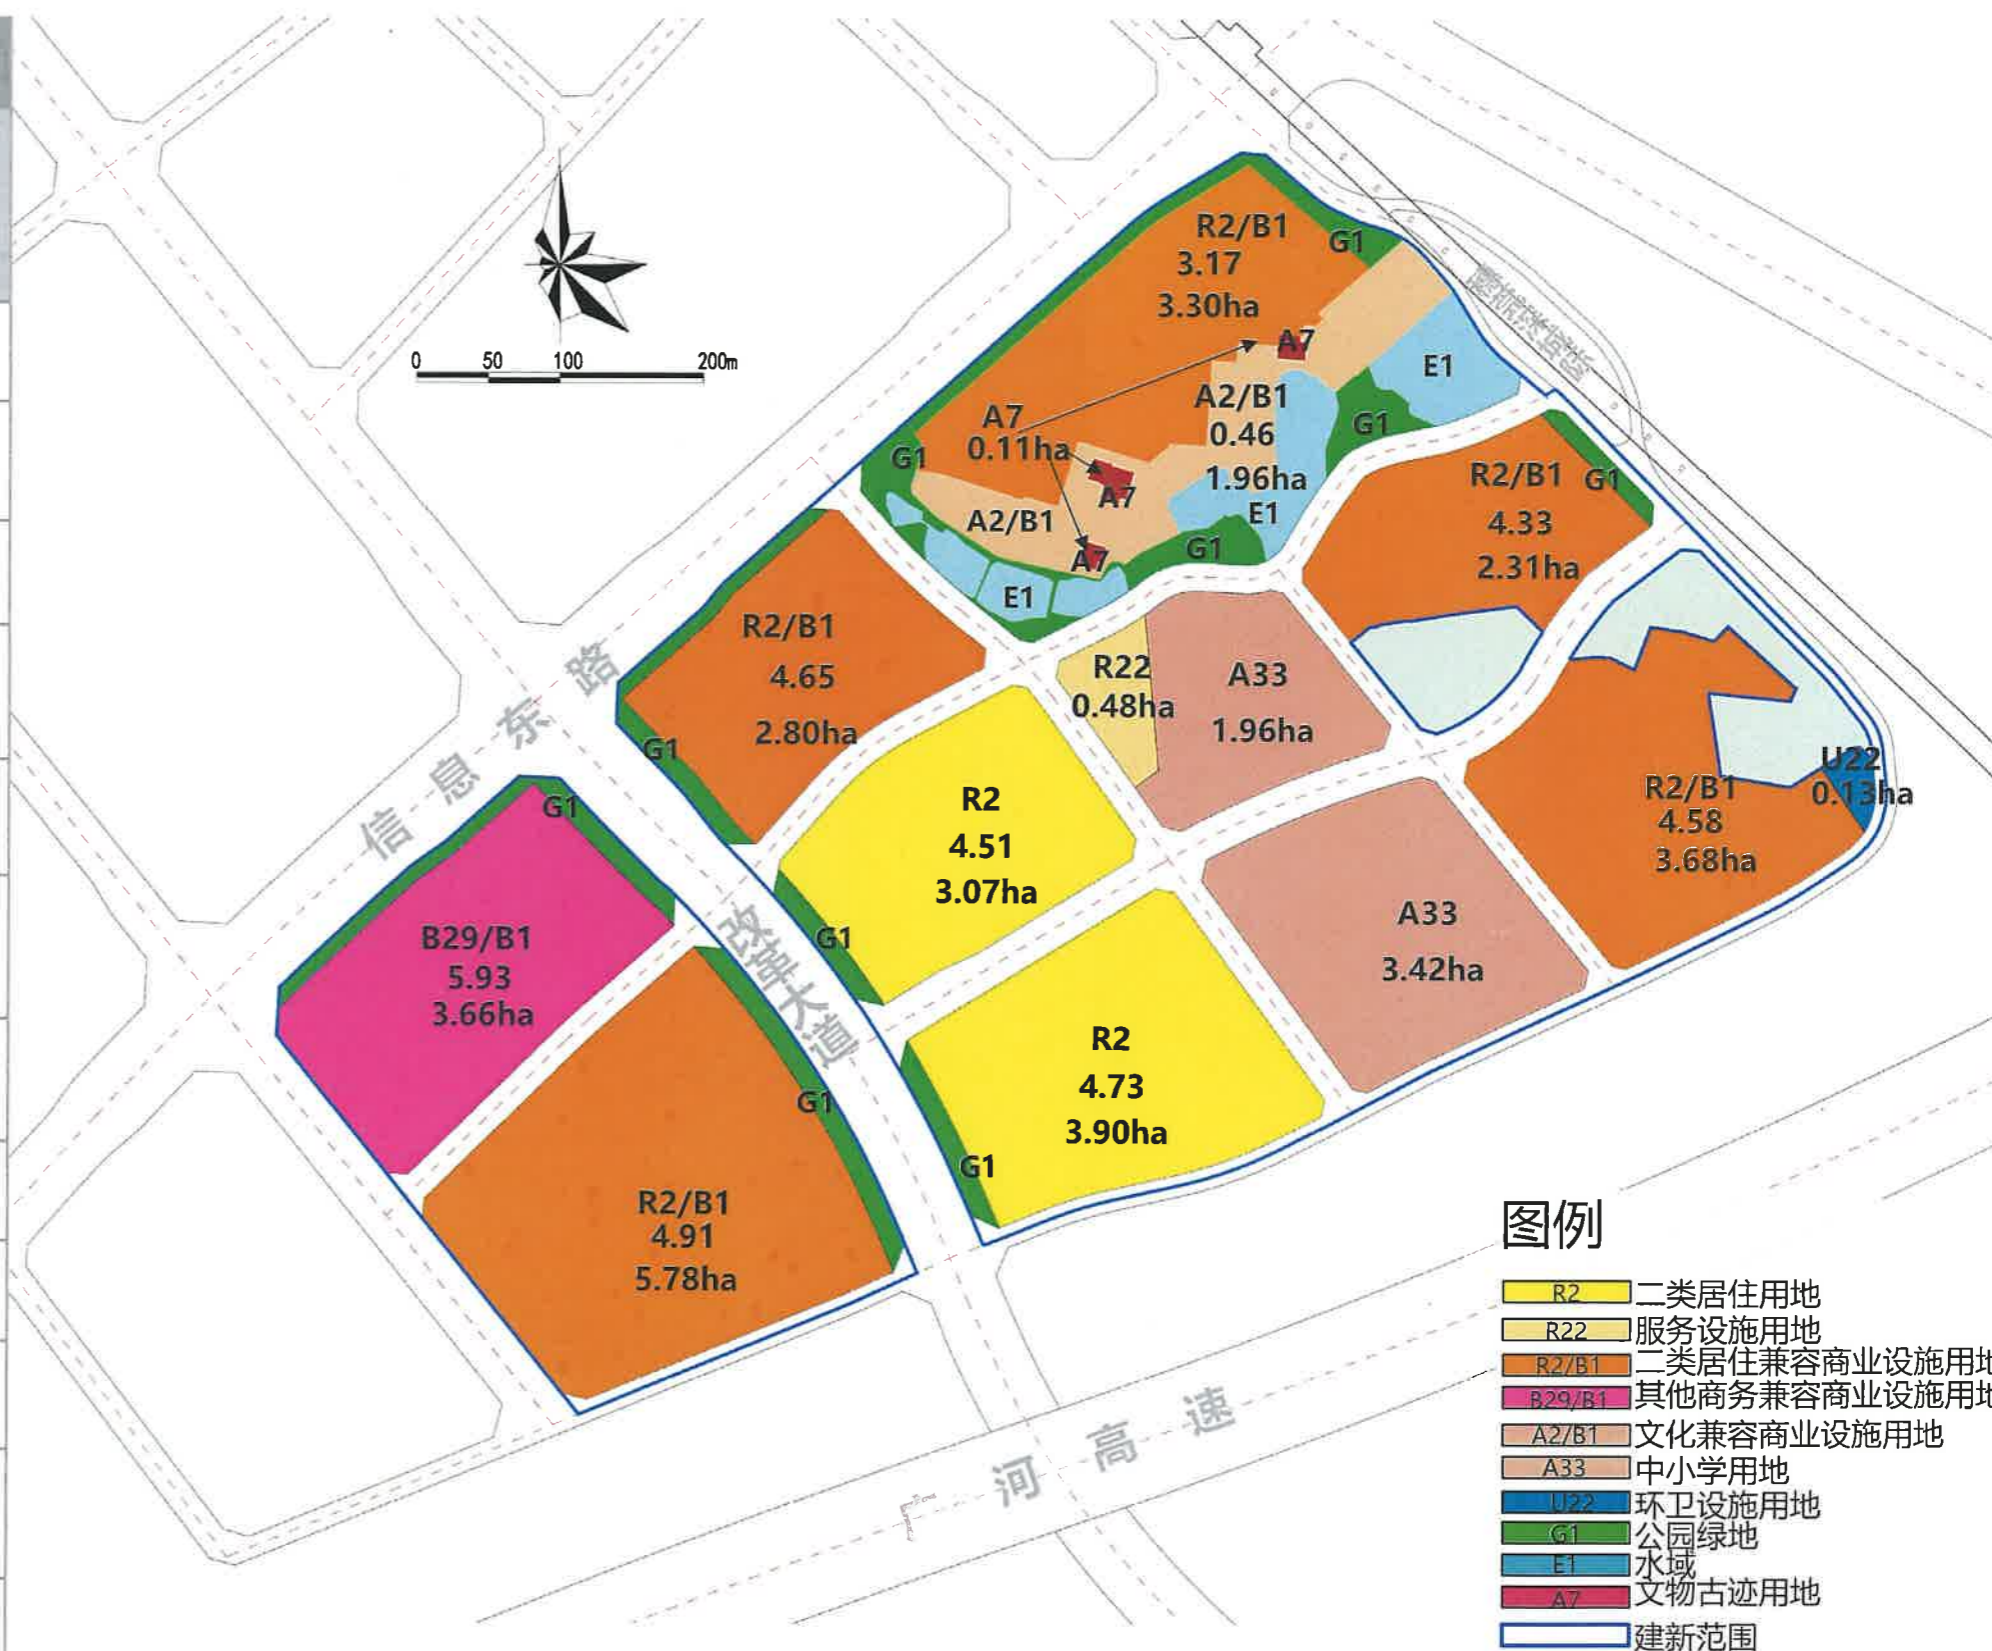 0 50 100 200m
R2/B1
3.17
3.30ha
G1
A7
E1
A2/B1
0.46
1.96ha
G1
A7
0.11ha
G1
A7
A2/B1
E1
G1
A7
E1
R2/B1
4.33
2.31ha
G1
R2/B1
4.65
2.80ha
G1
R22
0.48ha
A33
1.96ha
U22
0.13ha
R2/B1
4.58
3.68ha
R2
4.51
3.07ha
G1
信息东路
G1
B29/B1
5.93
3.66ha
改革大道
A33
3.42ha
R2
4.73
3.90ha
G1
G1
R2/B1
4.91
5.78ha
广河高速
图例
R2 二类居住用地
R22 服务设施用地
R2/B1 二类居住兼容商业设施用地
B29/B1 其他商务兼容商业设施用地
A2/B1 文化兼容商业设施用地
A33 中小学用地
U22 环卫设施用地
G1 公园绿地
E1 水域
A7 文物古迹用地
建新范围